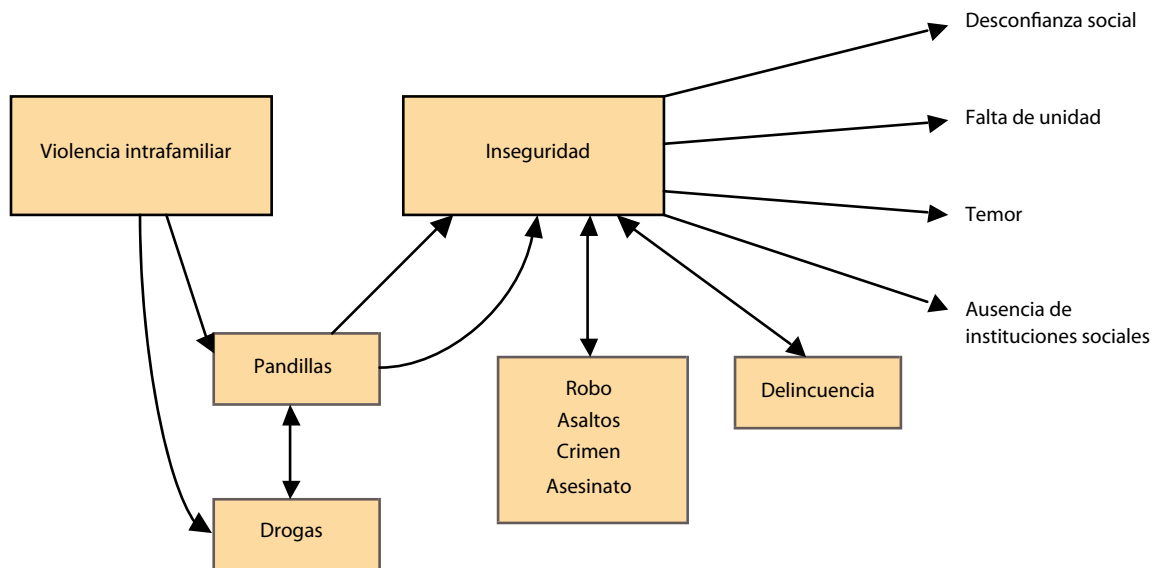 Desconfianza social
Violencia intrafamiliar
Inseguridad
Falta de unidad
Temor
Ausencia de
instituciones sociales
Pandillas
Robo
Asaltos
Crimen
Asesinato
Delincuencia
Drogas